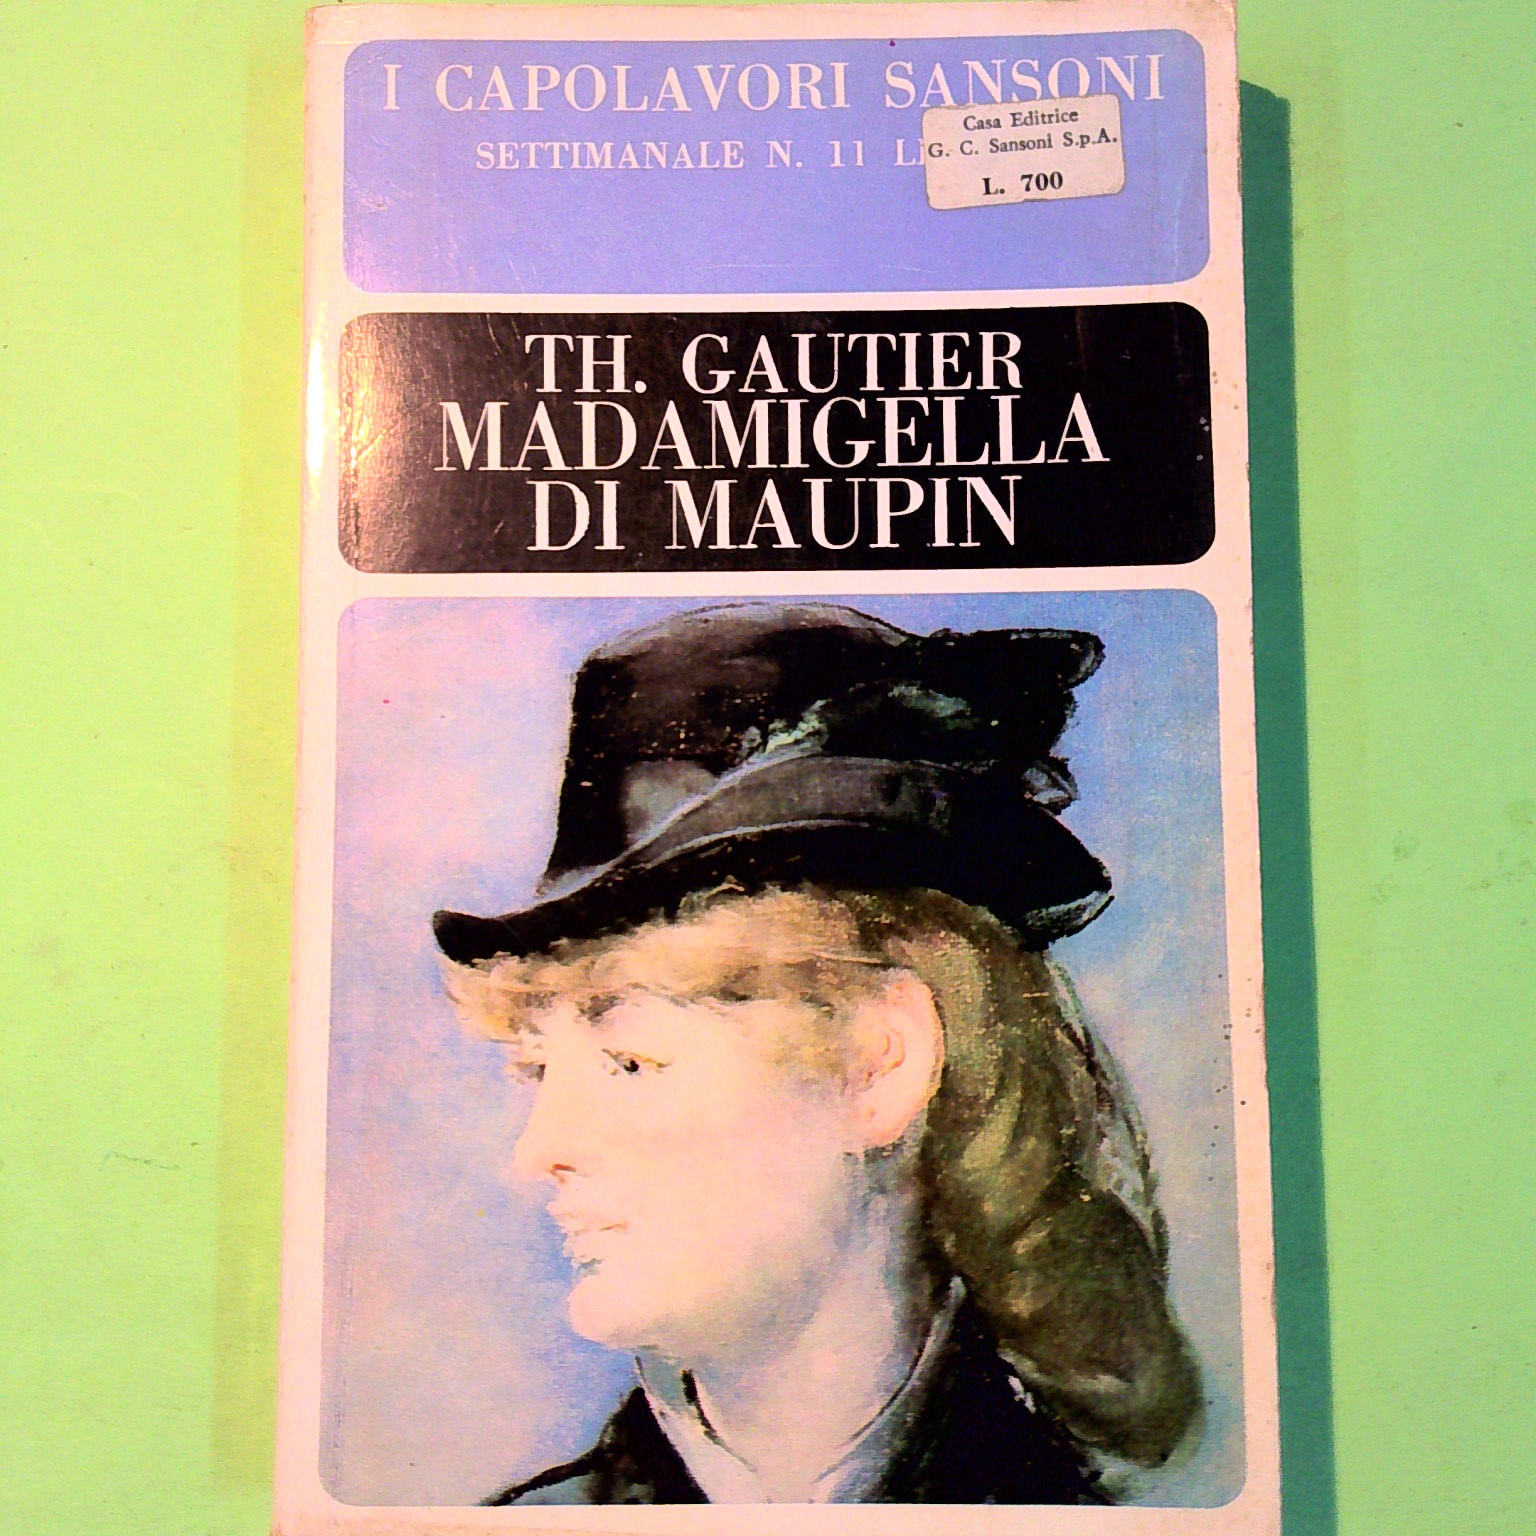 I CAPOLAVORI SANSONI
SETTIMANALE N. 11
Casa Editrice
G. C. Sansoni S.p.A.
L. 700
TH. GAUTIER
MADAMIGELLA
DI MAUPIN